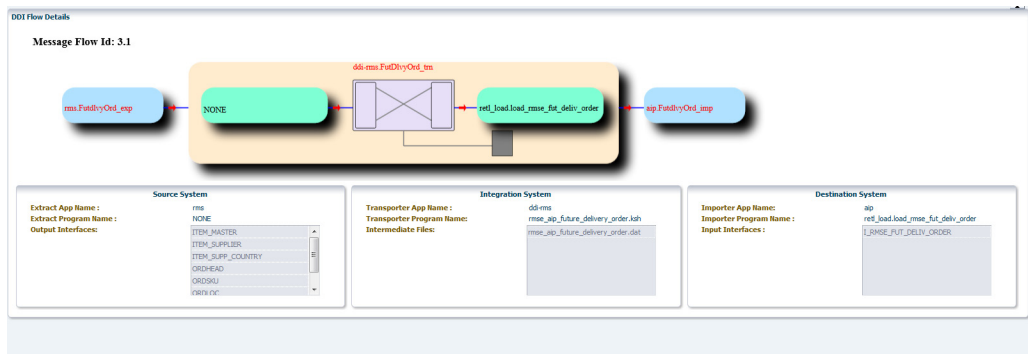 DDI Flow Details
Message Flow Id: 3.1
ddi-rms.FutDlvyOrd_trn
rms.FutdlvyOrd_exp
NONE
retl_load.load_rmse_fut_deliv_order
aip.FutdlvyOrd_imp
Source System
Extract App Name : rms
Extract Program Name : NONE
Output Interfaces:
ITEM_MASTER
ITEM_SUPPLIER
ITEM_SUPP_COUNTRY
ORDHEAD
ORDSKU
ORDLOC
Integration System
Transporter App Name : ddi-rms
Transporter Program Name: rmse_aip_future_delivery_order.ksh
Intermediate Files: rmse_aip_future_delivery_order.dat
Destination System
Importer App Name: aip
Importer Program Name : retl_load.load_rmse_fut_deliv_order
Input Interfaces : I_RMSE_FUT_DELIV_ORDER